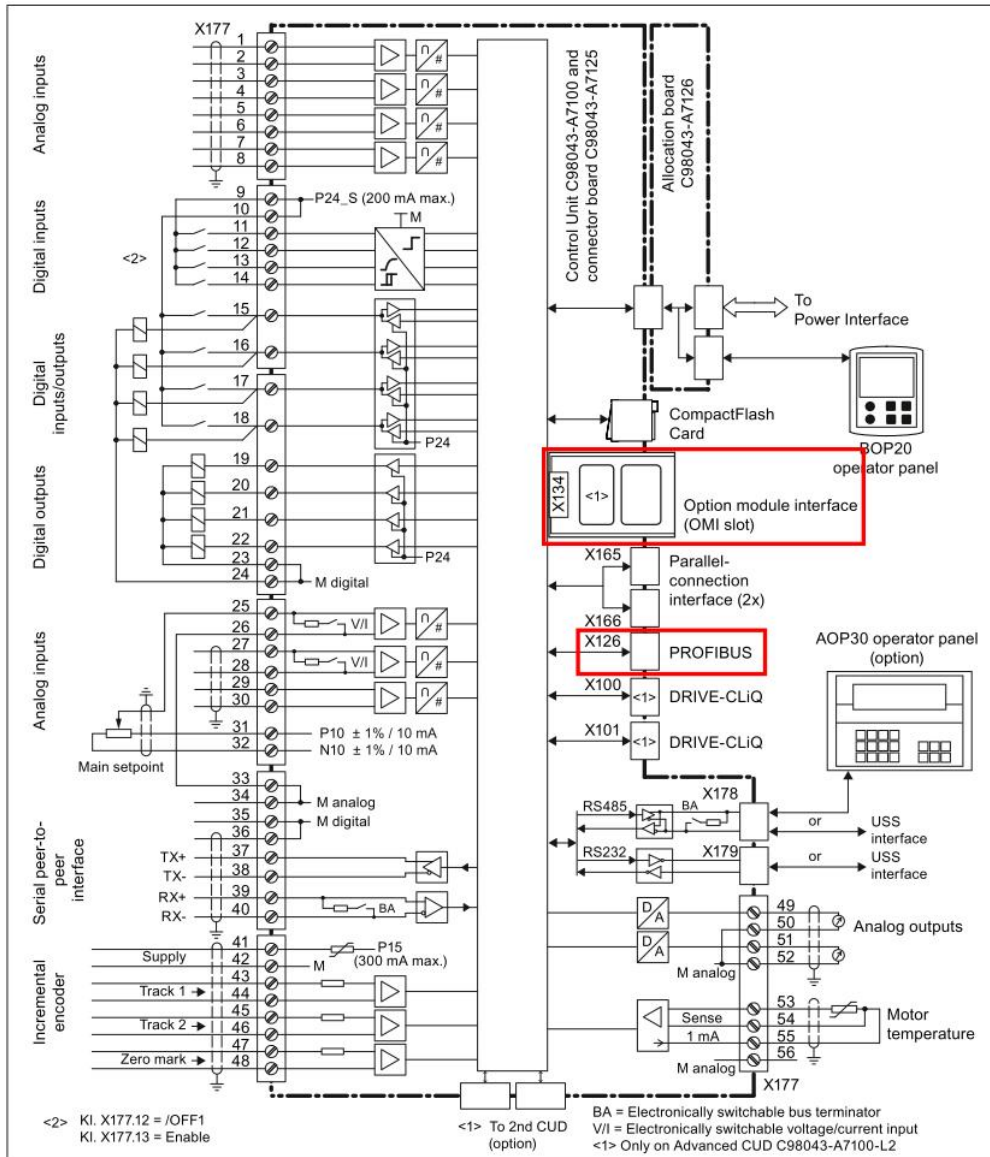 X177
Analog inputs
1
2
3
4
5
6
7
8
∩
#
∩
#
∩
#
∩
#
Digital inputs
<2>
9
10
11
12
13
14
P24_S (200 mA max.)
M
Digital
inputs/outputs
15
16
17
18
P24
Digital outputs
19
20
21
22
23
24
P24
M digital
Analog inputs
25
26
27
28
29
30
31
32
V/I
V/I
∩
#
∩
#
∩
#
P10 ± 1% / 10 mA
N10 ± 1% / 10 mA
Main setpoint
33
34
35
36
M analog
M digital
Serial peer-to-
peer
interface
TX+
TX-
RX+
RX-
37
38
39
40
BA
Incremental
encoder
Supply
Track 1
Track 2
Zero mark
41
42
43
44
45
46
47
48
P15
(300 mA max.)
M
Control Unit C98043-A7100 and
connector board C98043-A7125
Allocation board
C98043-A7126
To
Power Interface
BOP20
operator panel
CompactFlash
Card
X134
<1>
Option module interface
(OMI slot)
X165
X166
Parallel-
connection
interface (2x)
X126
PROFIBUS
X100
<1>
DRIVE-CLiQ
X101
<1>
DRIVE-CLiQ
AOP30 operator panel
(option)
RS485
BA
X178
or
USS
interface
RS232
X179
or
USS
interface
D
A
D
A
49
50
51
52
M analog
Analog outputs
53
54
55
56
Sense
1 mA
M analog
Motor
temperature
X177
<2> Kl. X177.12 = /OFF1
Kl. X177.13 = Enable
<1> To 2nd CUD
(option)
BA = Electronically switchable bus terminator
V/I = Electronically switchable voltage/current input
<1> Only on Advanced CUD C98043-A7100-L2